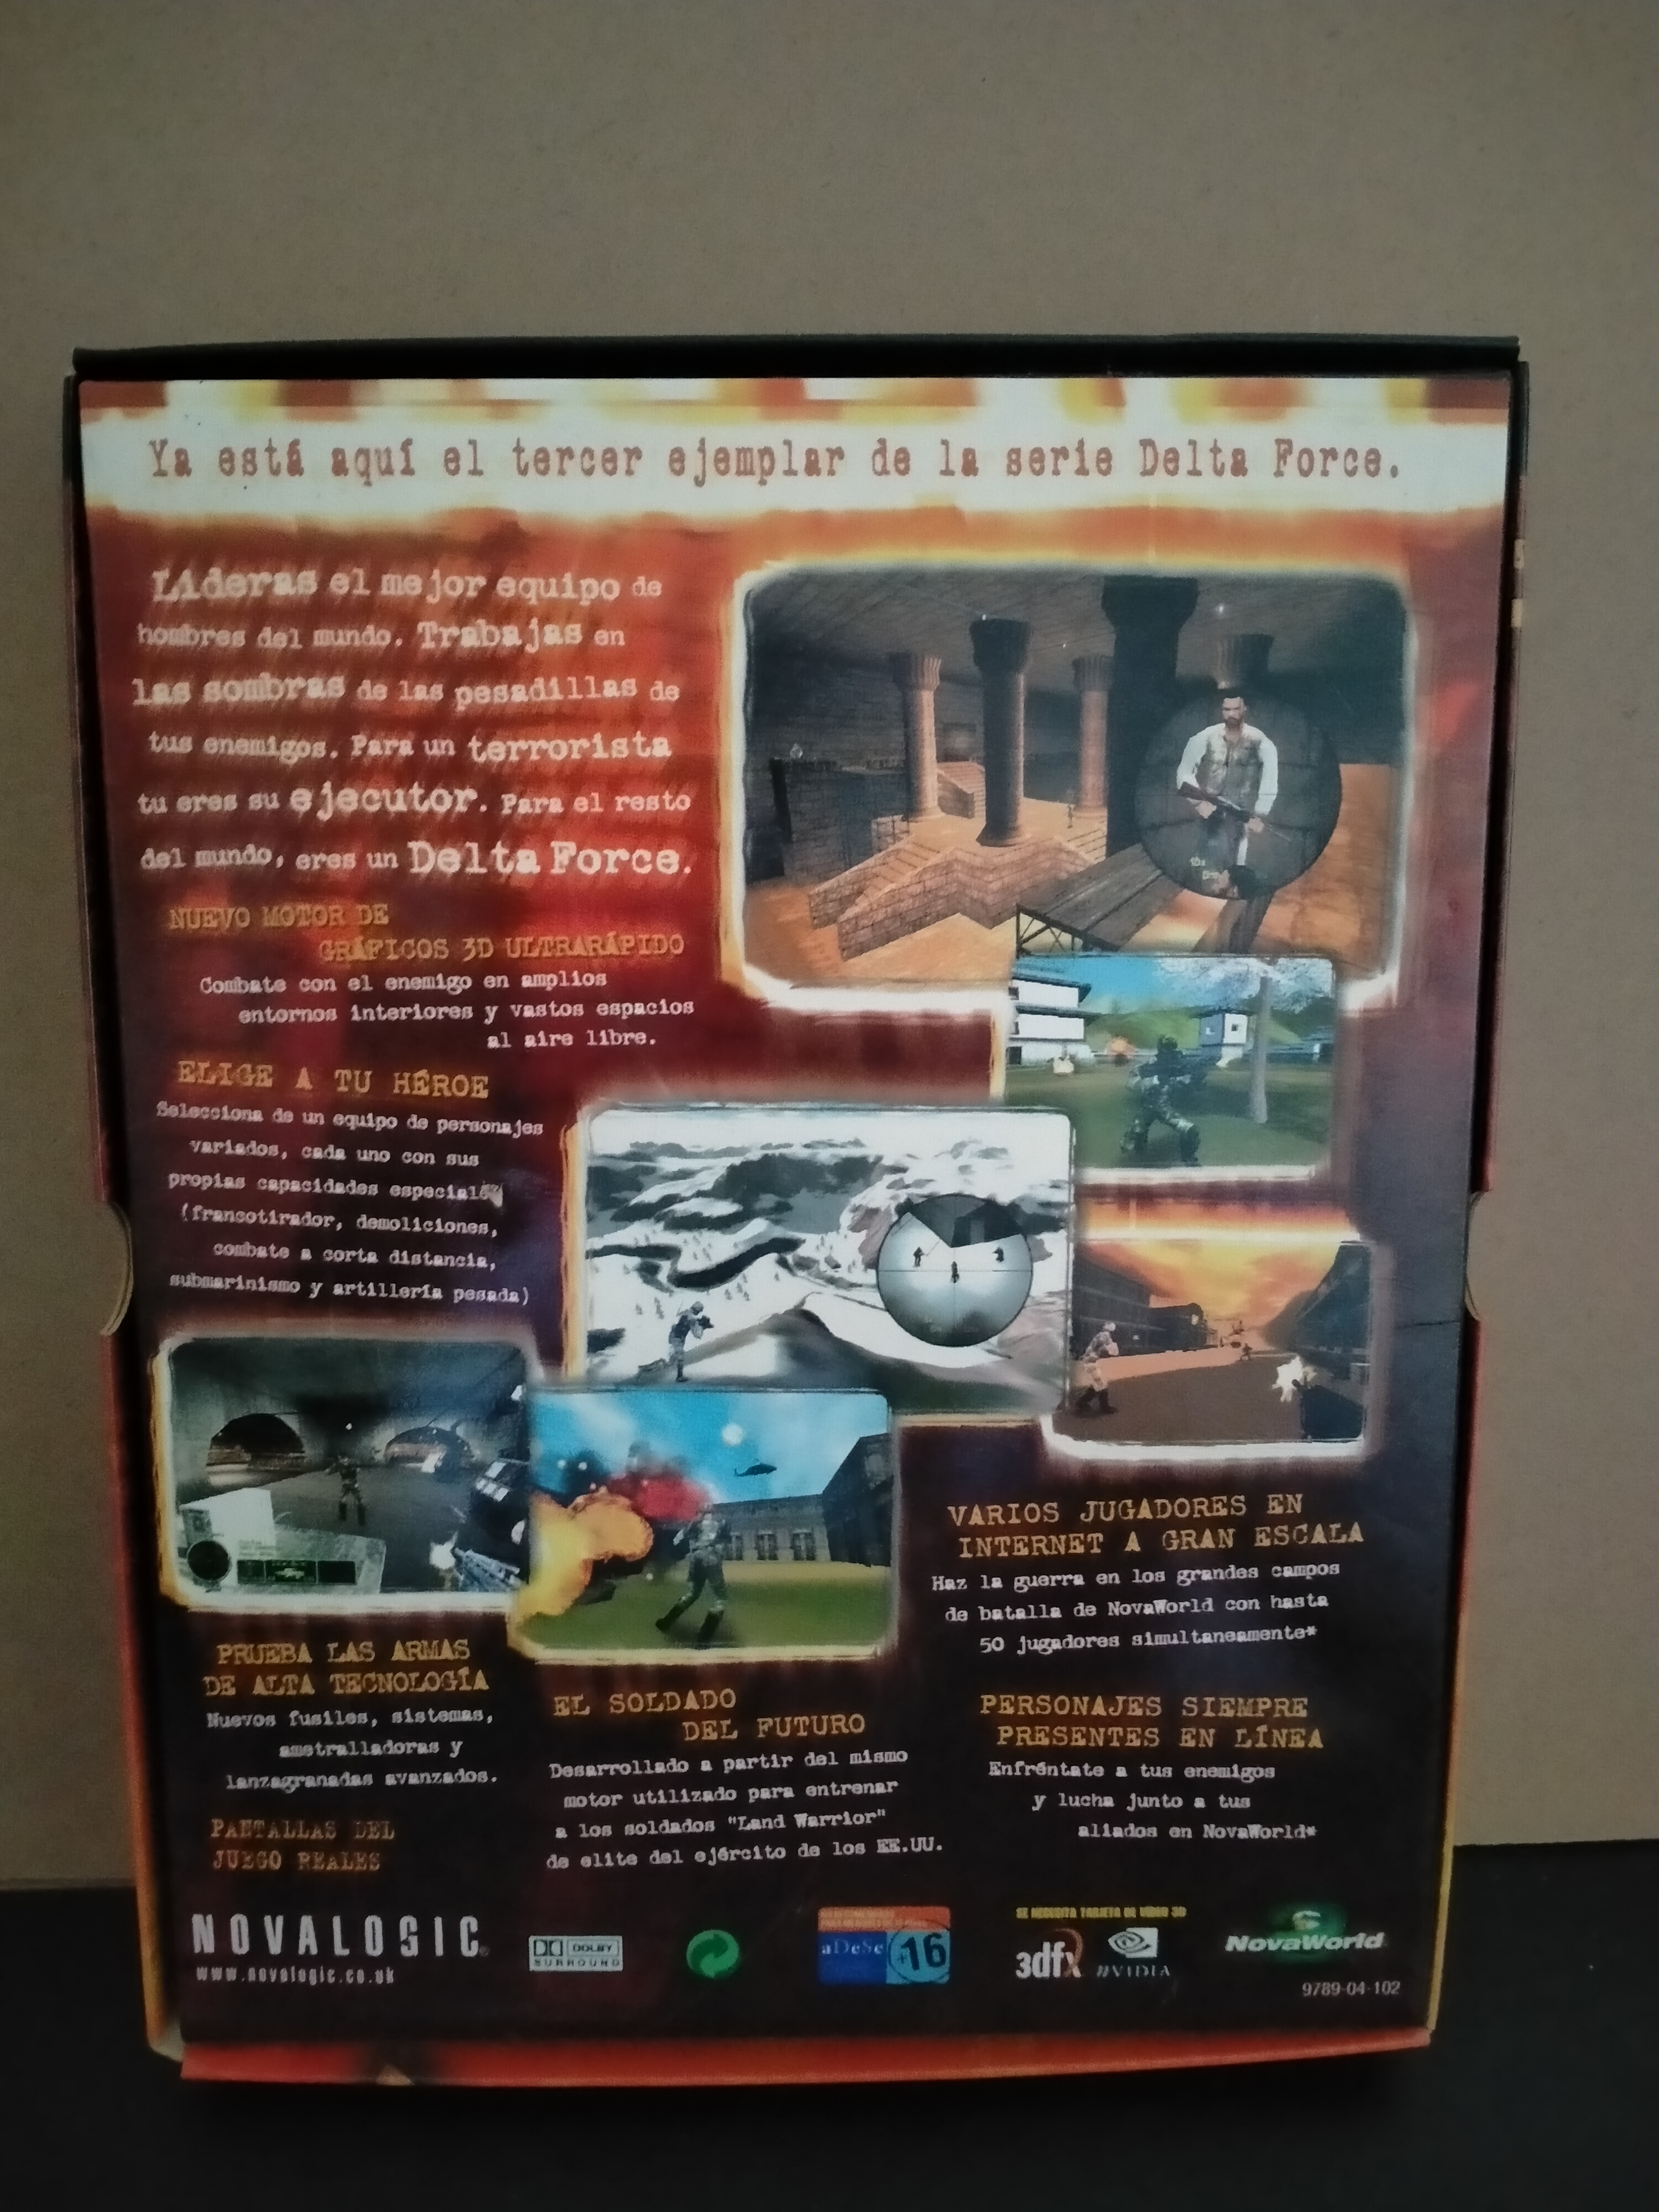 Ya está aquí el tercer ejemplar de la serie Delta Force.
Lideras el mejor equipo de
hombres del mundo. Trabajas en
las sombras de las pesadillas de
tus enemigos. Para un terrorista
tu eres su ejecutor. Para el resto
del mundo, eres un Delta Force.
NUEVO MOTOR DE
GRÁFICOS 3D ULTRARÁPIDO
Combate con el enemigo en amplios
entornos interiores y vastos espacios
al aire libre.
ELIGE A TU HÉROE
Selecciona de un equipo de personajes
variados, cada uno con sus
propias capacidades especiales
(francotirador, demoliciones,
combate a corta distancia,
submarinismo y artillería pesada)
PRUEBA LAS ARMAS
DE ALTA TECNOLOGÍA
Nuevos fusiles, sistemas,
ametralladoras y
lanzagranadas avanzados.
PANTALLAS DEL
JUEGO REALES
EL SOLDADO
DEL FUTURO
Desarrollado a partir del mismo
motor utilizado para entrenar
a los soldados "Land Warrior"
de elite del ejército de los EE.UU.
VARIOS JUGADORES EN
INTERNET A GRAN ESCALA
Haz la guerra en los grandes campos
de batalla de NovaWorld con hasta
50 jugadores simultaneamente*
PERSONAJES SIEMPRE
PRESENTES EN LÍNEA
Enfréntate a tus enemigos
y lucha junto a tus
aliados en NovaWorld*
NOVALOGIC
www.novalogic.co.uk
DOLBY
SURROUND
aDeSe +16
SE NECESITA TARJETA DE VÍDEO 3D
3dfx
nVIDIA
NovaWorld
9789-04-102